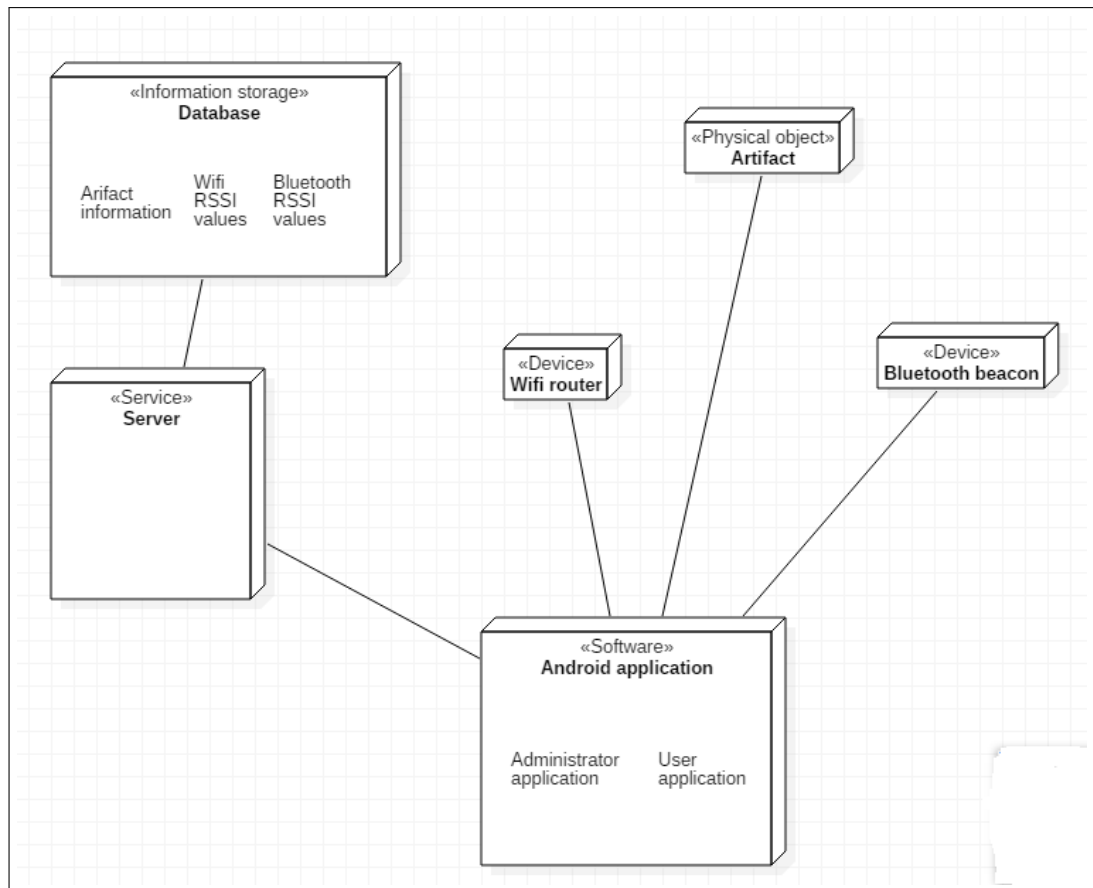 «Information storage»
Database
Arifact
information
Wifi
RSSI
values
Bluetooth
RSSI
values
«Physical object»
Artifact
«Device»
Wifi router
«Device»
Bluetooth beacon
«Service»
Server
«Software»
Android application
Administrator
application
User
application